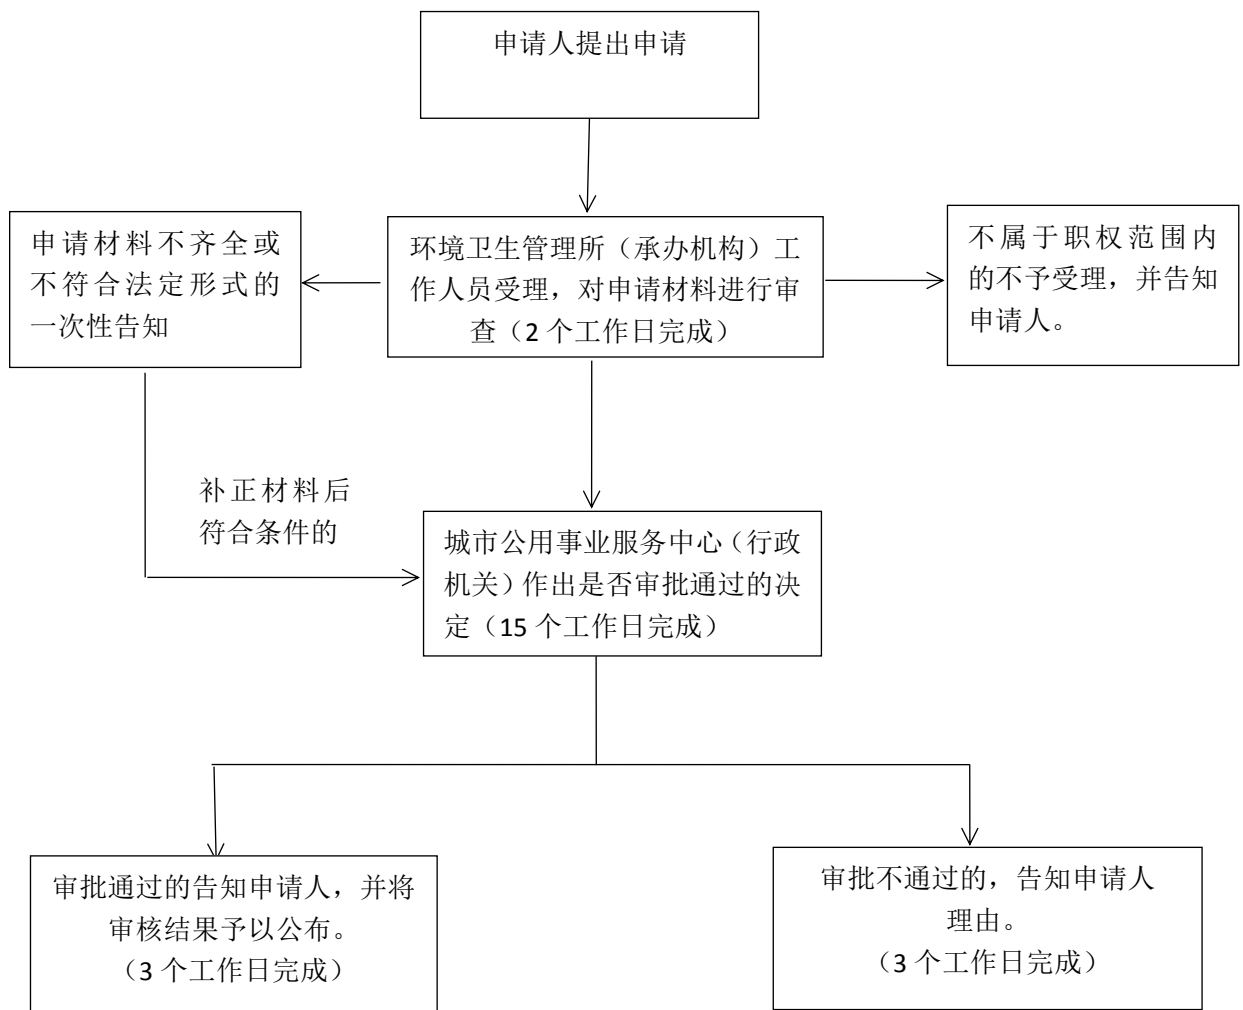 申请人提出申请
申请材料不齐全或
不符合法定形式的
一次性告知
环境卫生管理所（承办机构）工
作人员受理，对申请材料进行审
查（2 个工作日完成）
不属于职权范围内
的不予受理，并告知
申请人。
补正材料后
符合条件的
城市公用事业服务中心（行政
机关）作出是否审批通过的决
定（15 个工作日完成）
审批通过的告知申请人，并将
审核结果予以公布。
（3 个工作日完成）
审批不通过的，告知申请人
理由。
（3 个工作日完成）